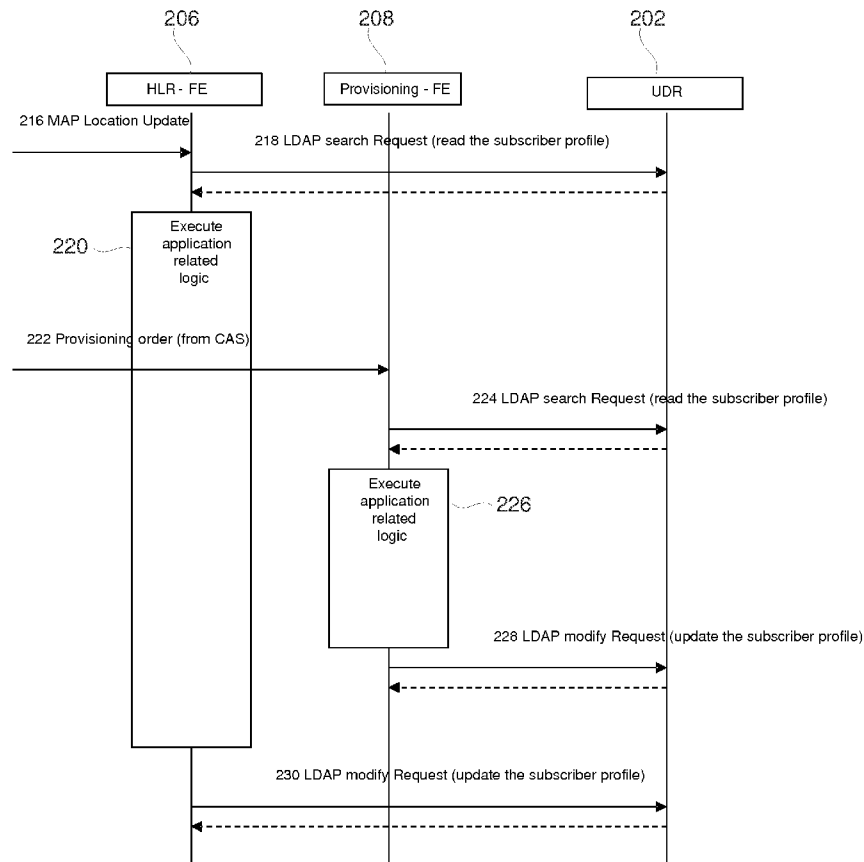 206
208
202
HLR - FE
Provisioning - FE
UDR
216 MAP Location Update
218 LDAP search Request (read the subscriber profile)
220
Execute
application
related
logic
222 Provisioning order (from CAS)
224 LDAP search Request (read the subscriber profile)
Execute
application
related
logic
226
228 LDAP modify Request (update the subscriber profile)
230 LDAP modify Request (update the subscriber profile)